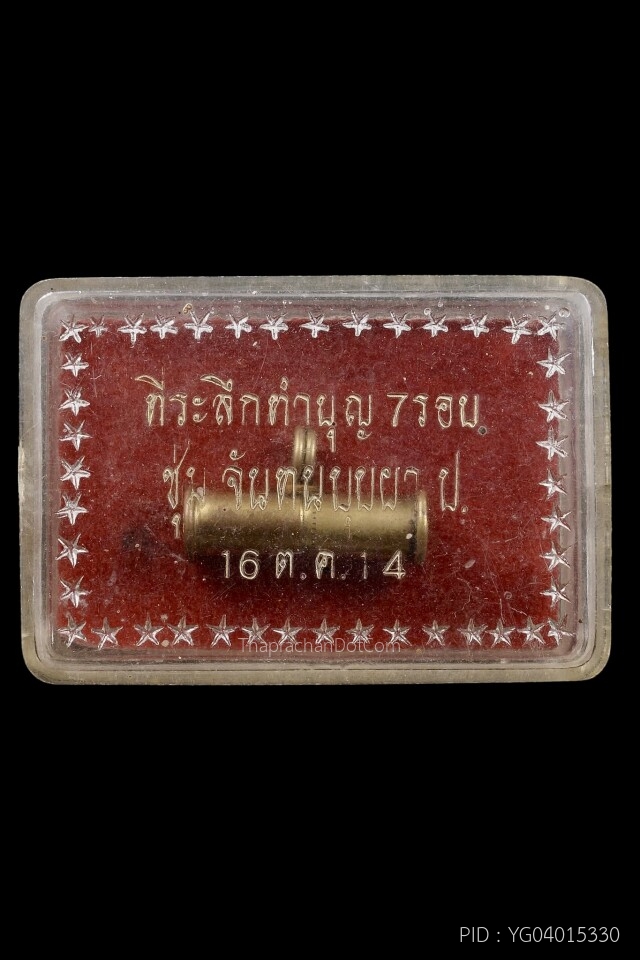 ที่ระลึกทำบุญ 7 รอบ
ชุ่ม จันทนบุบผา ป.
16 ต.ค. 14
ThaprachanDotCom
PID : YG04015330